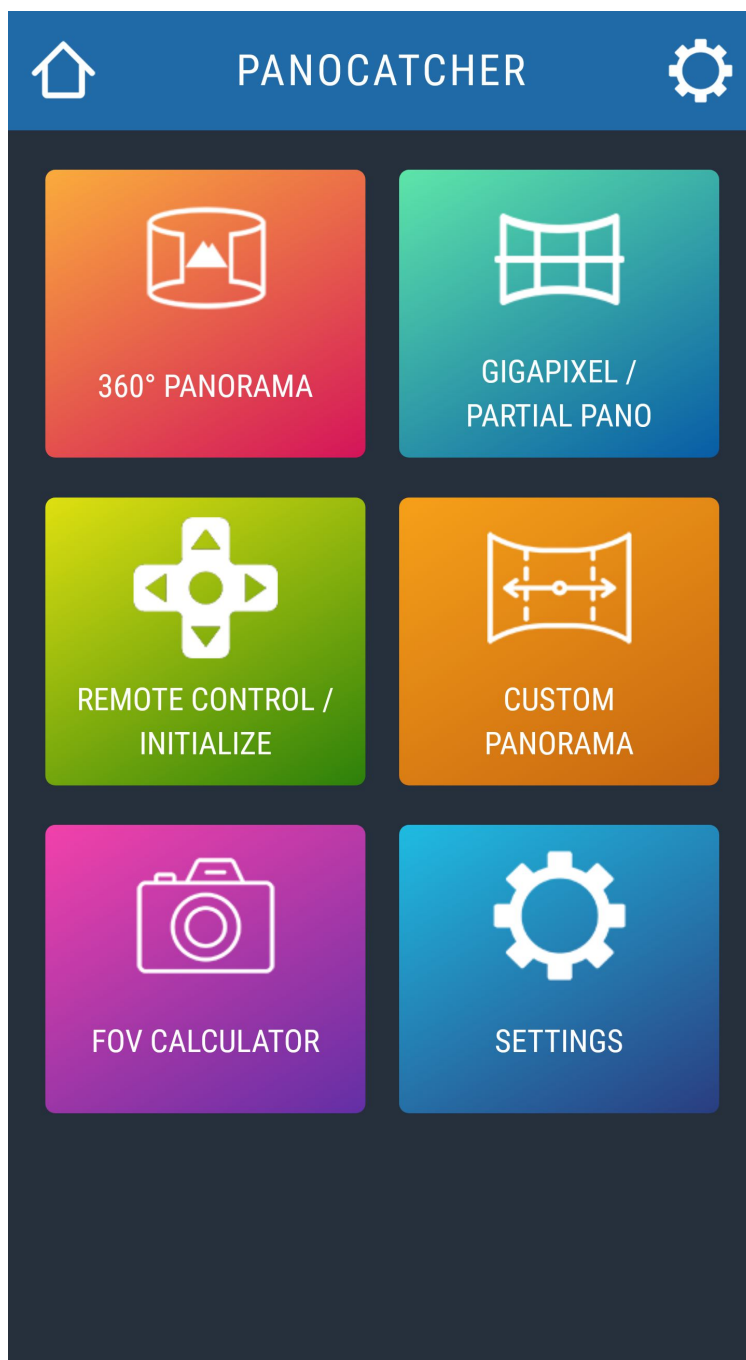 PANOCATCHER
360° PANORAMA
GIGAPIXEL /
PARTIAL PANO
REMOTE CONTROL /
INITIALIZE
CUSTOM
PANORAMA
FOV CALCULATOR
SETTINGS